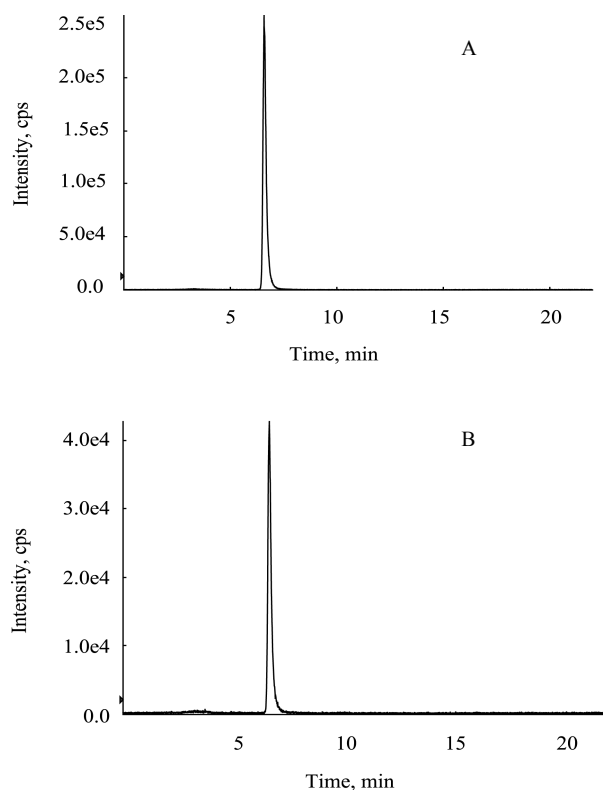 2.5e5
A
2.0e5
1.5e5
1.0e5
5.0e4
0.0
Intensity, cps
5 10 15 20
Time, min
4.0e4
B
3.0e4
2.0e4
1.0e4
0.0
Intensity, cps
5 10 15 20
Time, min